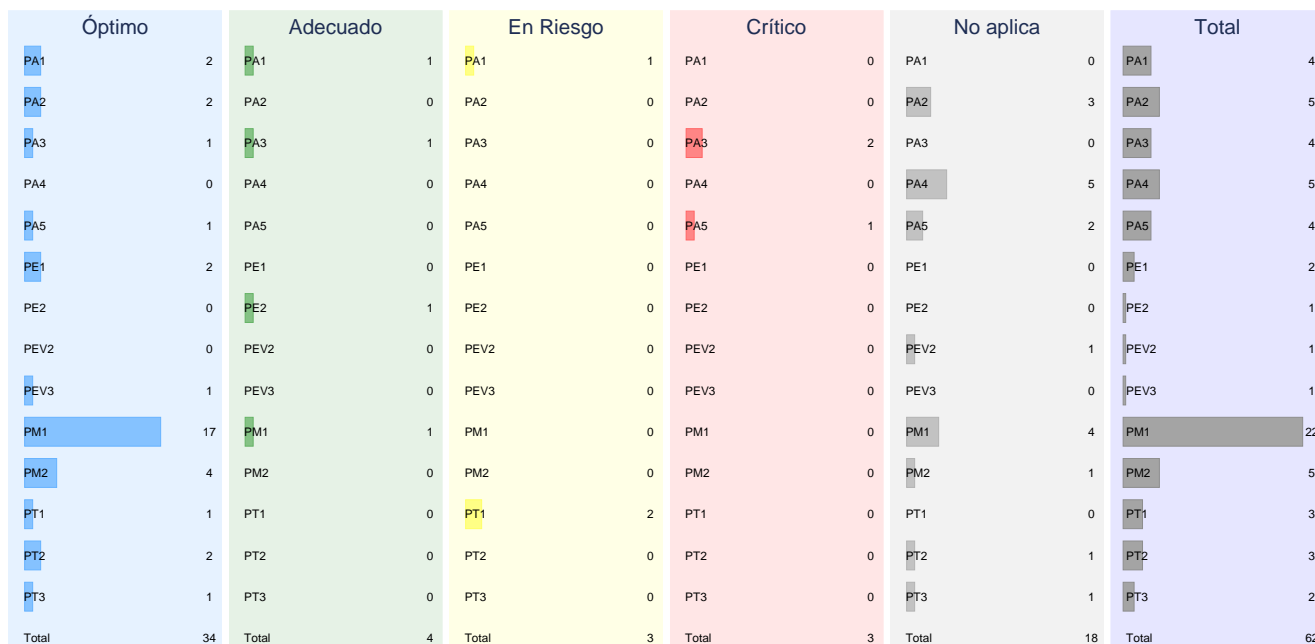 Óptimo Adecuado En Riesgo Crítico No aplica Total
PA1 2 PA1 1 PA1 1 PA1 0 PA1 0 PA1 4
PA2 2 PA2 0 PA2 0 PA2 0 PA2 3 PA2 5
PA3 1 PA3 1 PA3 0 PA3 2 PA3 0 PA3 4
PA4 0 PA4 0 PA4 0 PA4 0 PA4 5 PA4 5
PA5 1 PA5 0 PA5 0 PA5 1 PA5 2 PA5 4
PE1 2 PE1 0 PE1 0 PE1 0 PE1 0 PE1 2
PE2 0 PE2 1 PE2 0 PE2 0 PE2 0 PE2 1
PEV2 0 PEV2 0 PEV2 0 PEV2 0 PEV2 1 PEV2 1
PEV3 1 PEV3 0 PEV3 0 PEV3 0 PEV3 0 PEV3 1
PM1 17 PM1 1 PM1 0 PM1 0 PM1 4 PM1 22
PM2 4 PM2 0 PM2 0 PM2 0 PM2 1 PM2 5
PT1 1 PT1 0 PT1 2 PT1 0 PT1 0 PT1 3
PT2 2 PT2 0 PT2 0 PT2 0 PT2 1 PT2 3
PT3 1 PT3 0 PT3 0 PT3 0 PT3 1 PT3 2
Total 34 Total 4 Total 3 Total 3 Total 18 Total 62